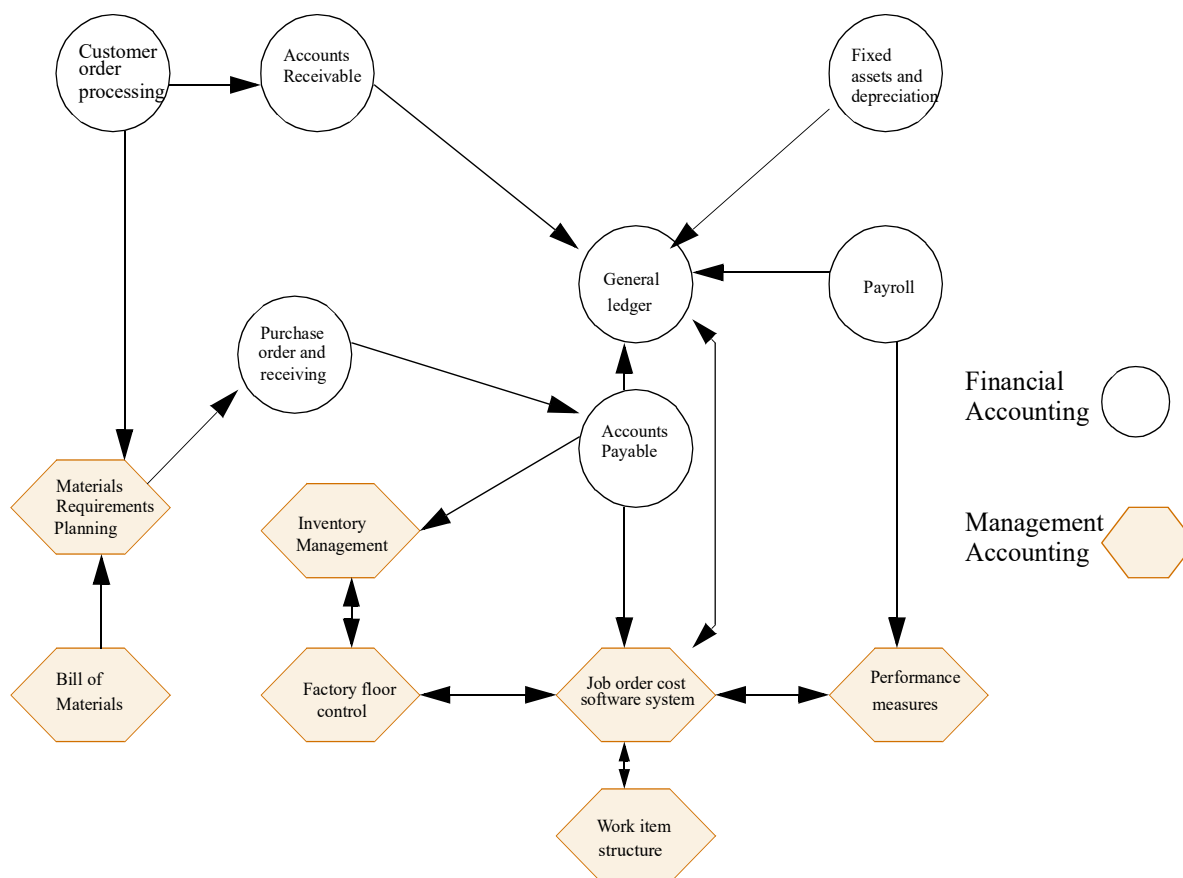 Customer
order
processing
Accounts
Receivable
Fixed
assets and
depreciation
General
ledger
Payroll
Purchase
order and
receiving
Financial
Accounting
Accounts
Payable
Materials
Requirements
Planning
Inventory
Management
Management
Accounting
Bill of
Materials
Factory floor
control
Job order cost
software system
Performance
measures
Work item
structure